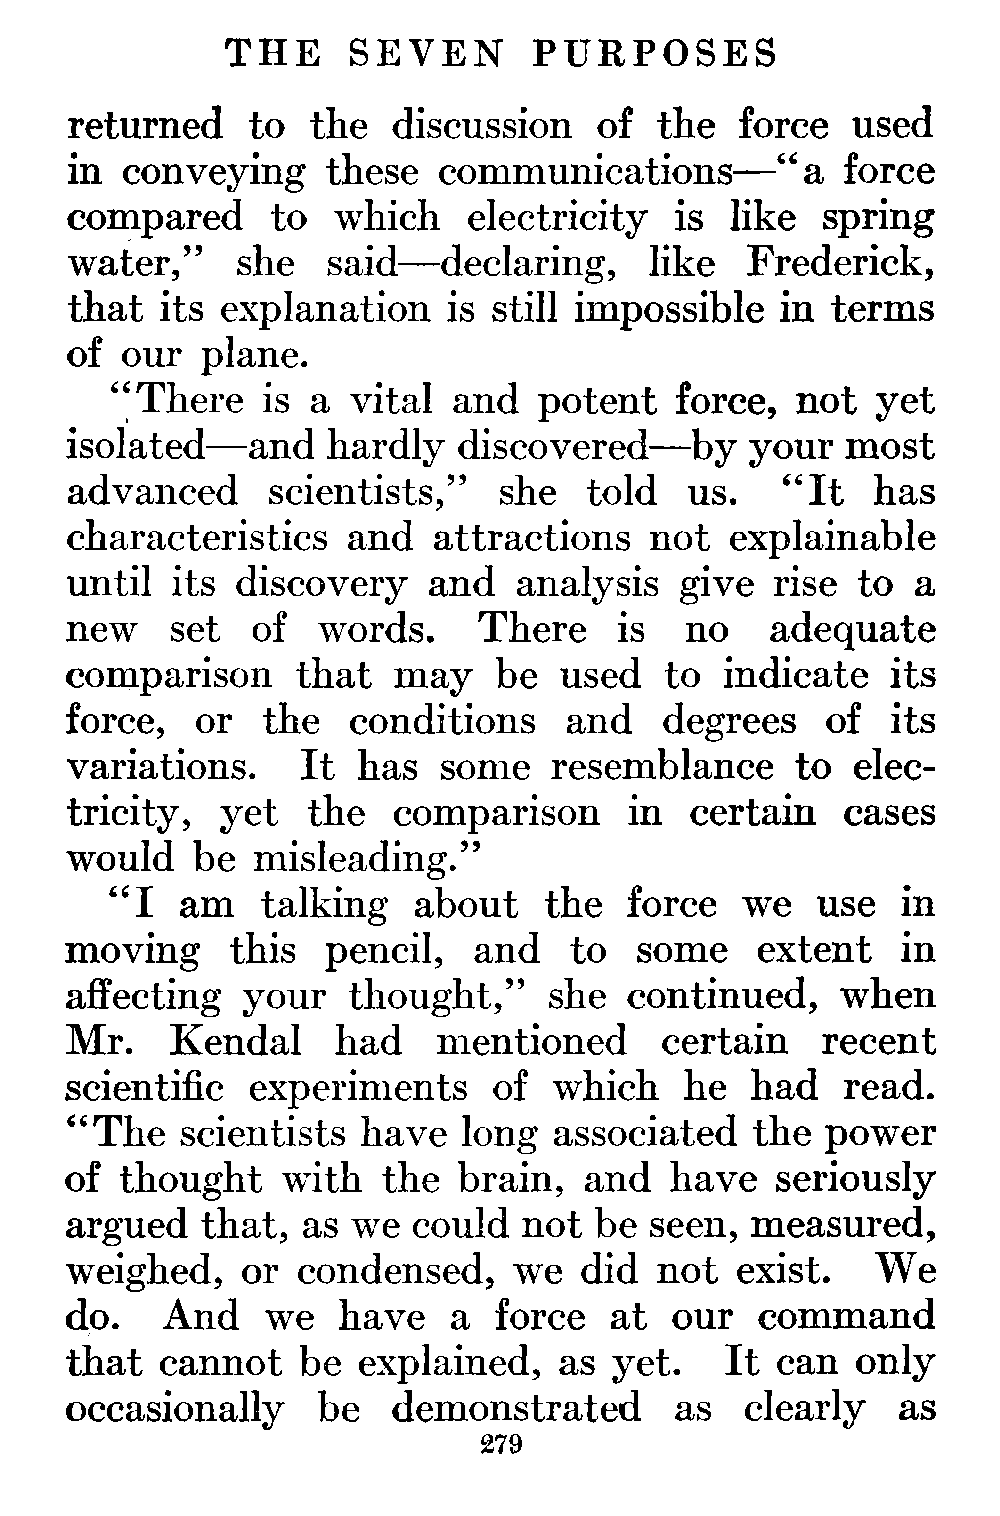 THE SEVEN PURPOSES
returned to the discussion of the force used
in conveying these communications—“a force
compared to which electricity is like spring
water,” she said—declaring, like Frederick,
that its explanation is still impossible in terms
of our plane.
“There is a vital and potent force, not yet
isolated—and hardly discovered—by your most
advanced scientists,” she told us. “It has
characteristics and attractions not explainable
until its discovery and analysis give rise to a
new set of words. There is no adequate
comparison that may be used to indicate its
force, or the conditions and degrees of its
variations. It has some resemblance to elec-
tricity, yet the comparison in certain cases
would be misleading.”
“I am talking about the force we use in
moving this pencil, and to some extent in
affecting your thought,” she continued, when
Mr. Kendal had mentioned certain recent
scientific experiments of which he had read.
“The scientists have long associated the power
of thought with the brain, and have seriously
argued that, as we could not be seen, measured,
weighed, or condensed, we did not exist. We
do. And we have a force at our command
that cannot be explained, as yet. It can only
occasionally be demonstrated as clearly as
279